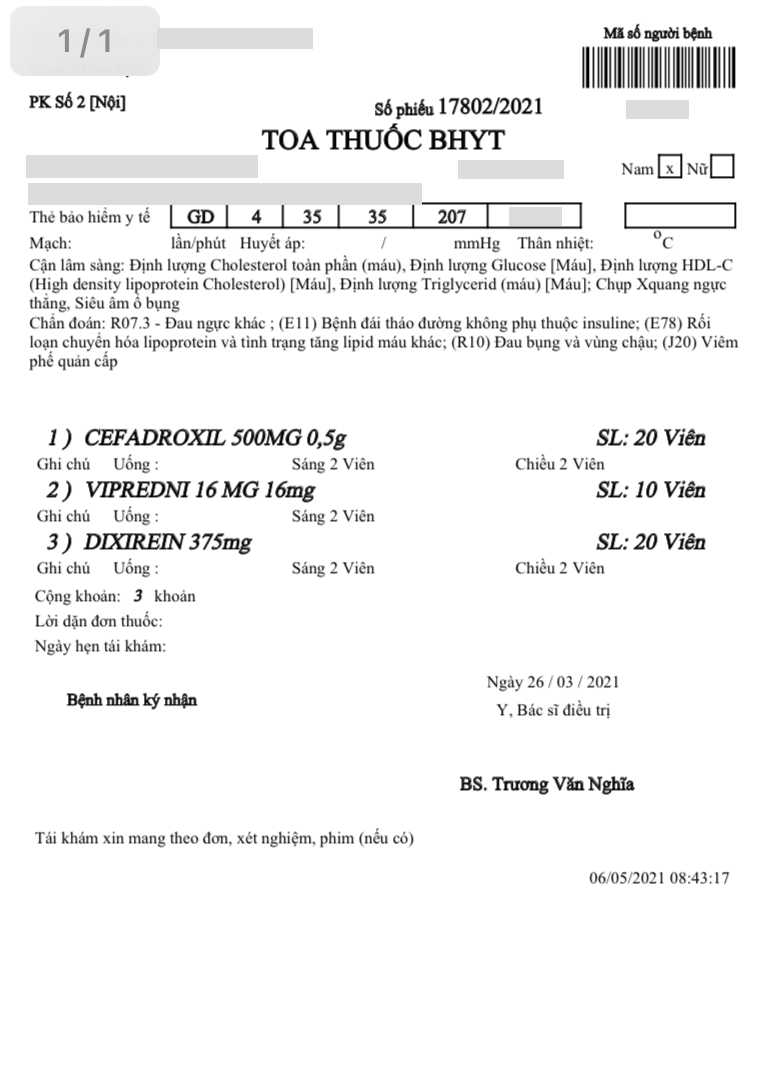 1/1
Mã số người bệnh
PK Số 2 [Nội]
Số phiếu 17802/2021
TOA THUỐC BHYT
Nam x Nữ
Thẻ bảo hiểm y tế GD 4 35 35 207
Mạch: lần/phút Huyết áp: / mmHg Thân nhiệt: °C
Cận lâm sàng: Định lượng Cholesterol toàn phần (máu), Định lượng Glucose [Máu], Định lượng HDL-C
(High density lipoprotein Cholesterol) [Máu], Định lượng Triglycerid (máu) [Máu]; Chụp Xquang ngực
thẳng, Siêu âm ổ bụng
Chẩn đoán: R07.3 - Đau ngực khác ; (E11) Bệnh đái tháo đường không phụ thuộc insuline; (E78) Rối
loạn chuyển hóa lipoprotein và tình trạng tăng lipid máu khác; (R10) Đau bụng và vùng chậu; (J20) Viêm
phế quản cấp
1 ) CEFADROXIL 500MG 0,5g SL: 20 Viên
Ghi chú Uống : Sáng 2 Viên Chiều 2 Viên
2 ) VIPREDNI 16 MG 16mg SL: 10 Viên
Ghi chú Uống : Sáng 2 Viên
3 ) DIXIREIN 375mg SL: 20 Viên
Ghi chú Uống : Sáng 2 Viên Chiều 2 Viên
Cộng khoản: 3 khoản
Lời dặn đơn thuốc:
Ngày hẹn tái khám:
Ngày 26 / 03 / 2021
Bệnh nhân ký nhận
Y, Bác sĩ điều trị
BS. Trương Văn Nghĩa
Tái khám xin mang theo đơn, xét nghiệm, phim (nếu có)
06/05/2021 08:43:17